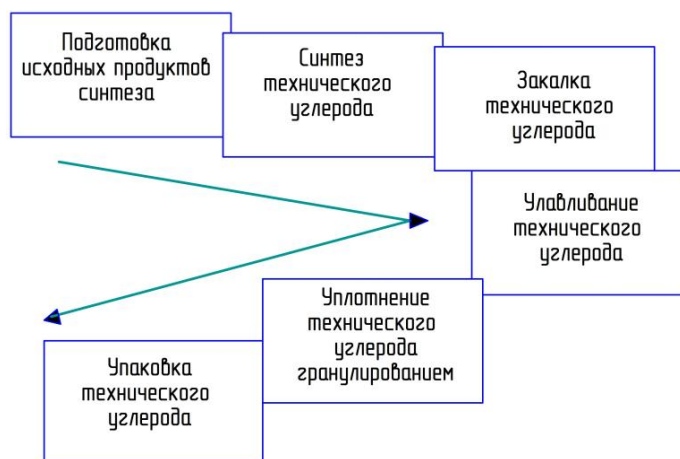 Подготовка
исходных продуктов
синтеза
Синтез
технического
углерода
Закалка
технического
углерода
Улавливание
технического
углерода
Уплотнение
технического
углерода
гранулированием
Упаковка
технического
углерода